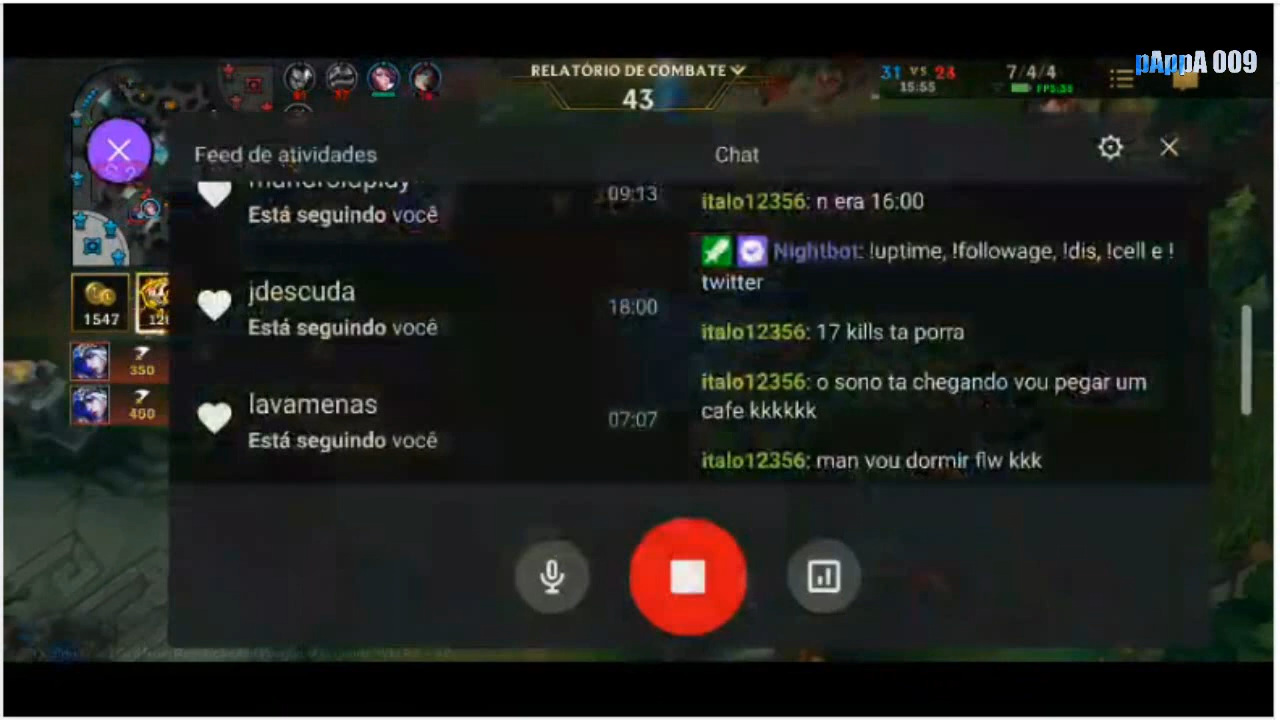 RELATÓRIO DE COMBATE
43
31 VS 28
15:55
7/4/4
FPS:58
pAppA 009
Feed de atividades
Chat
09:13
Está seguindo você
jdescuda
Está seguindo você
18:00
lavamenas
Está seguindo você
07:07
italo12356: n era 16:00
Nightbot: !uptime, !followage, !dis, !cell e !
twitter
italo12356: 17 kills ta porra
italo12356: o sono ta chegando vou pegar um
cafe kkkkkk
italo12356: man vou dormir flw kkk
1547
350